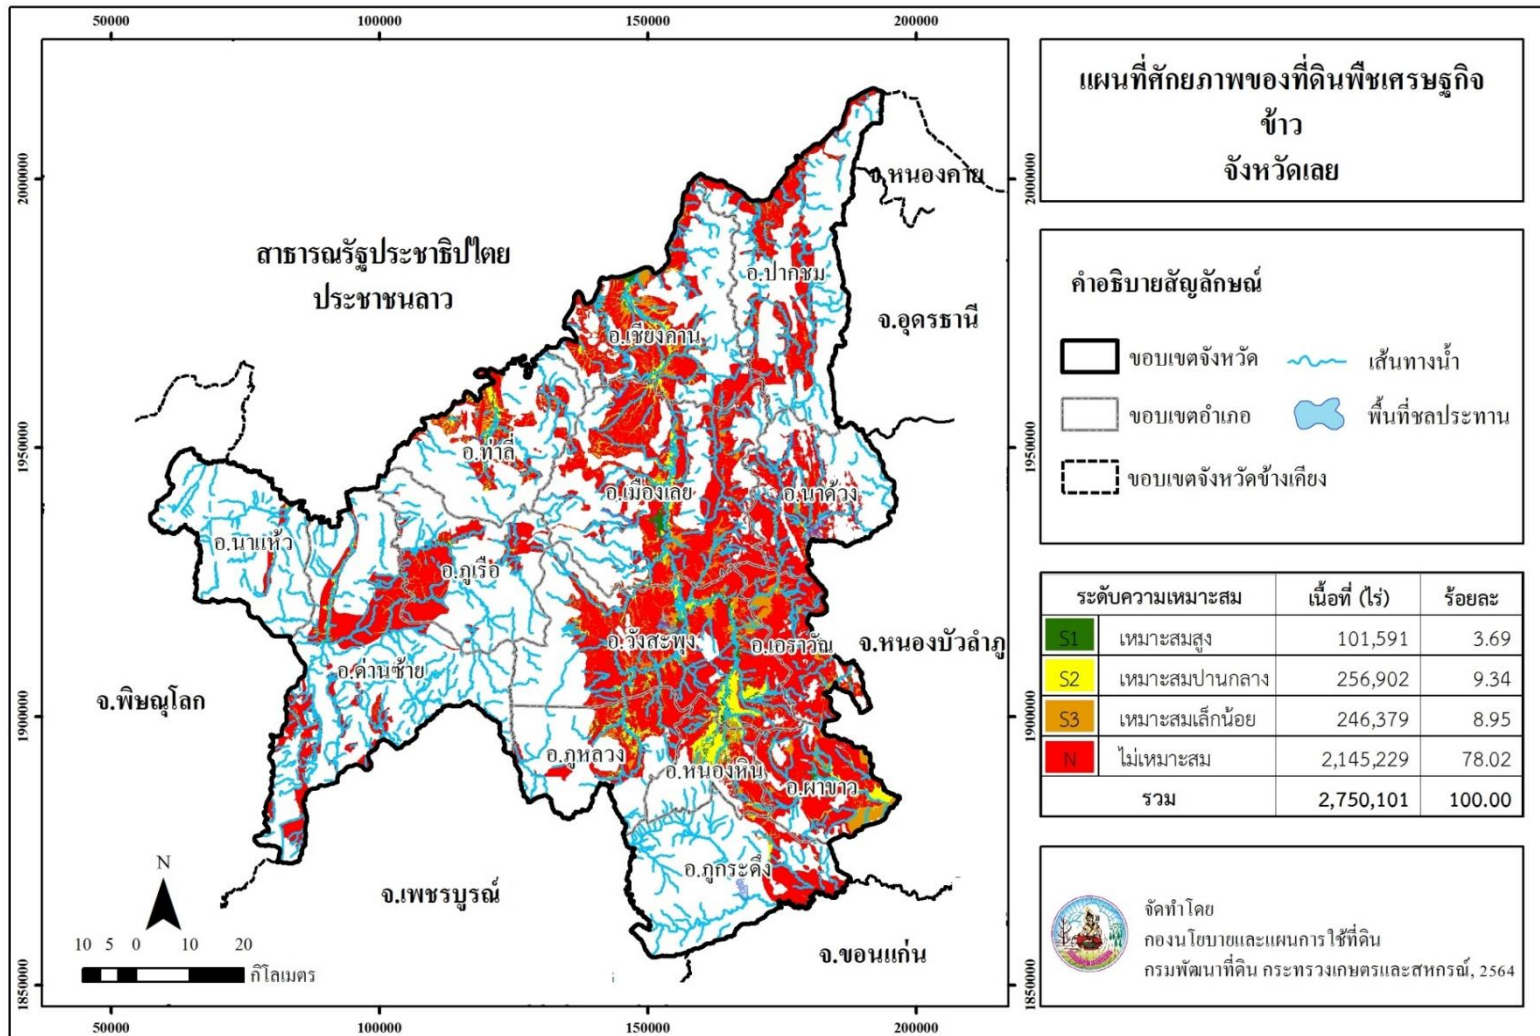 50000 100000 150000 200000
แผนที่ศักยภาพของที่ดินพืชเศรษฐกิจ
ข้าว
จังหวัดเลย
2000000
2000000
จ.หนองคาย
สาธารณรัฐประชาธิปไตย
ประชาชนลาว
อ.ปากชม
จ.อุดรธานี
อ.เชียงคาน
คำอธิบายสัญลักษณ์
ขอบเขตจังหวัด
เส้นทางน้ำ
ขอบเขตอำเภอ
พื้นที่ชลประทาน
ขอบเขตจังหวัดข้างเคียง
1950000
1950000
อ.ท่าลี่
อ.เมืองเลย
อ.นาด้วง
อ.นาแห้ว
อ.ภูเรือ
อ.วังสะพุง
อ.เอราวัณ
จ.หนองบัวลำภู
อ.ด่านซ้าย
จ.พิษณุโลก
1900000
1900000
อ.ภูหลวง
อ.หนองหิน
อ.ผาขาว
อ.ภูกระดึง
จ.เพชรบูรณ์
จ.ขอนแก่น
ระดับความเหมาะสม เนื้อที่ (ไร่) ร้อยละ
S1 เหมาะสมสูง 101,591 3.69
S2 เหมาะสมปานกลาง 256,902 9.34
S3 เหมาะสมเล็กน้อย 246,379 8.95
N ไม่เหมาะสม 2,145,229 78.02
รวม 2,750,101 100.00
N
10 5 0 10 20
กิโลเมตร
จัดทำโดย
กองนโยบายและแผนการใช้ที่ดิน
กรมพัฒนาที่ดิน กระทรวงเกษตรและสหกรณ์, 2564
1850000
1850000
50000 100000 150000 200000